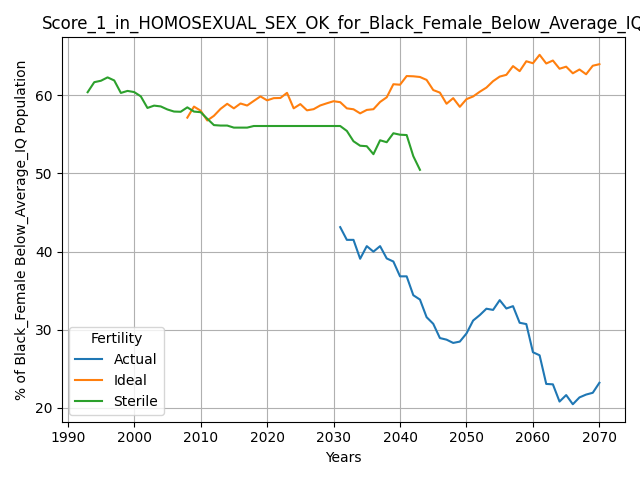 Score_1_in_HOMOSEXUAL_SEX_OK_for_Black_Female_Below_Average_IQ
% of Black_Female Below_Average_IQ Population
60
50
40
30
20
Fertility
Actual
Ideal
Sterile
1990 2000 2010 2020 2030 2040 2050 2060 2070
Years